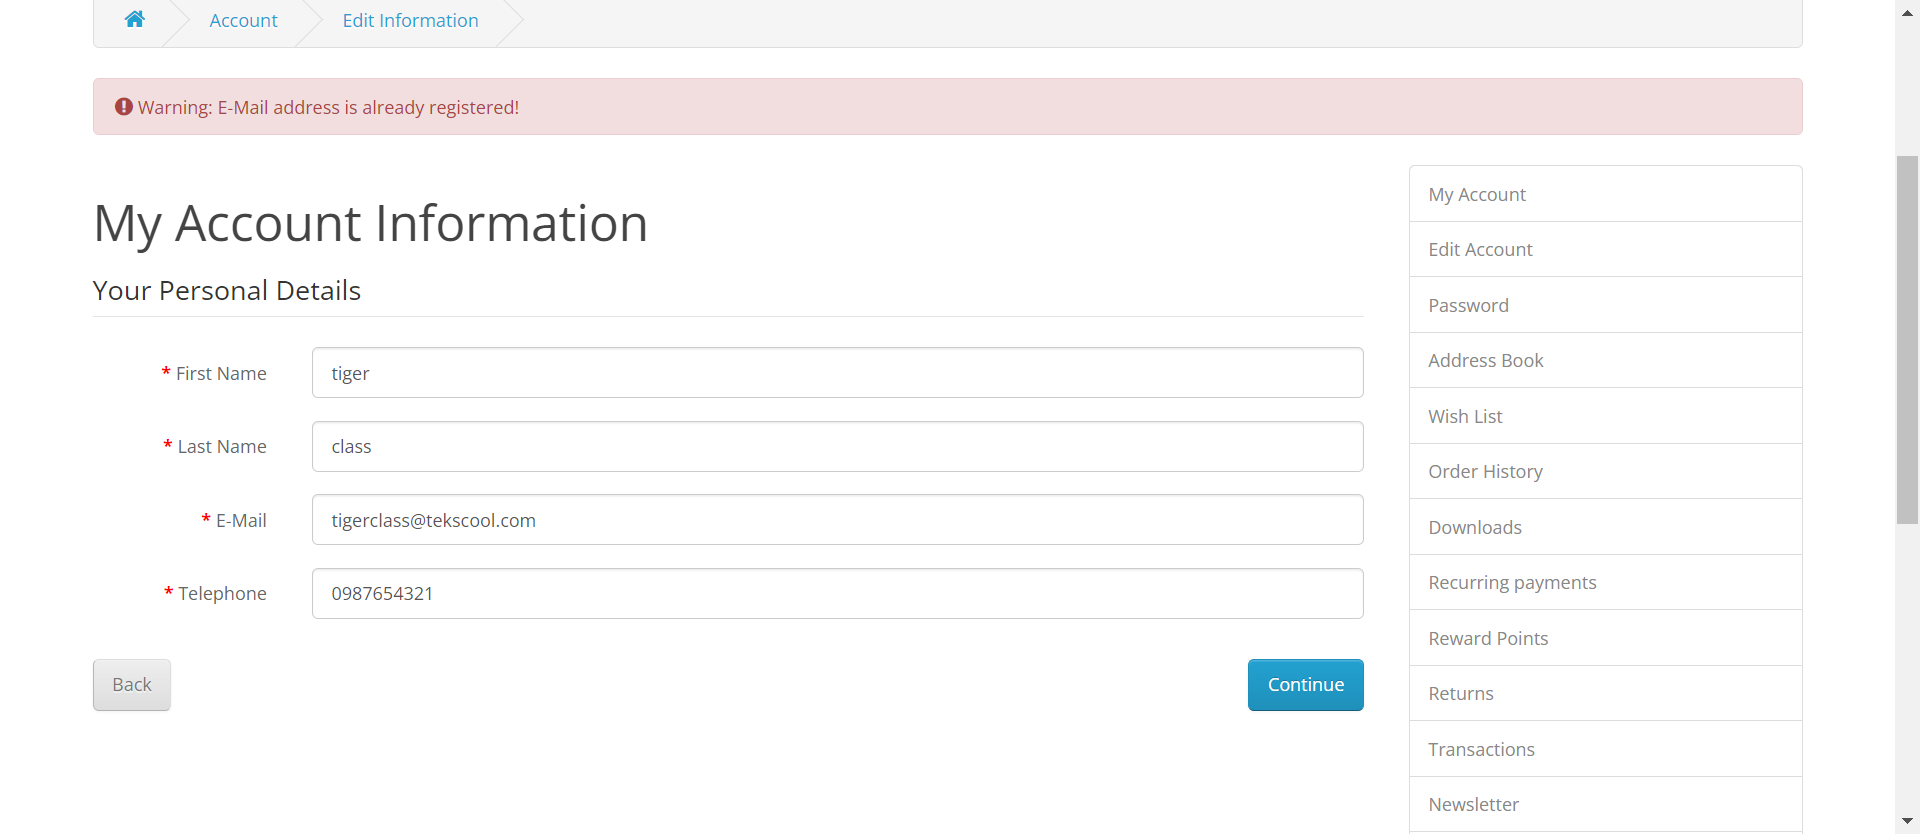 Account
Edit Information
Warning: E-Mail address is already registered!
My Account Information
Your Personal Details
* First Name
tiger
* Last Name
class
* E-Mail
tigerclass@tekscool.com
* Telephone
0987654321
Back
Continue
My Account
Edit Account
Password
Address Book
Wish List
Order History
Downloads
Recurring payments
Reward Points
Returns
Transactions
Newsletter